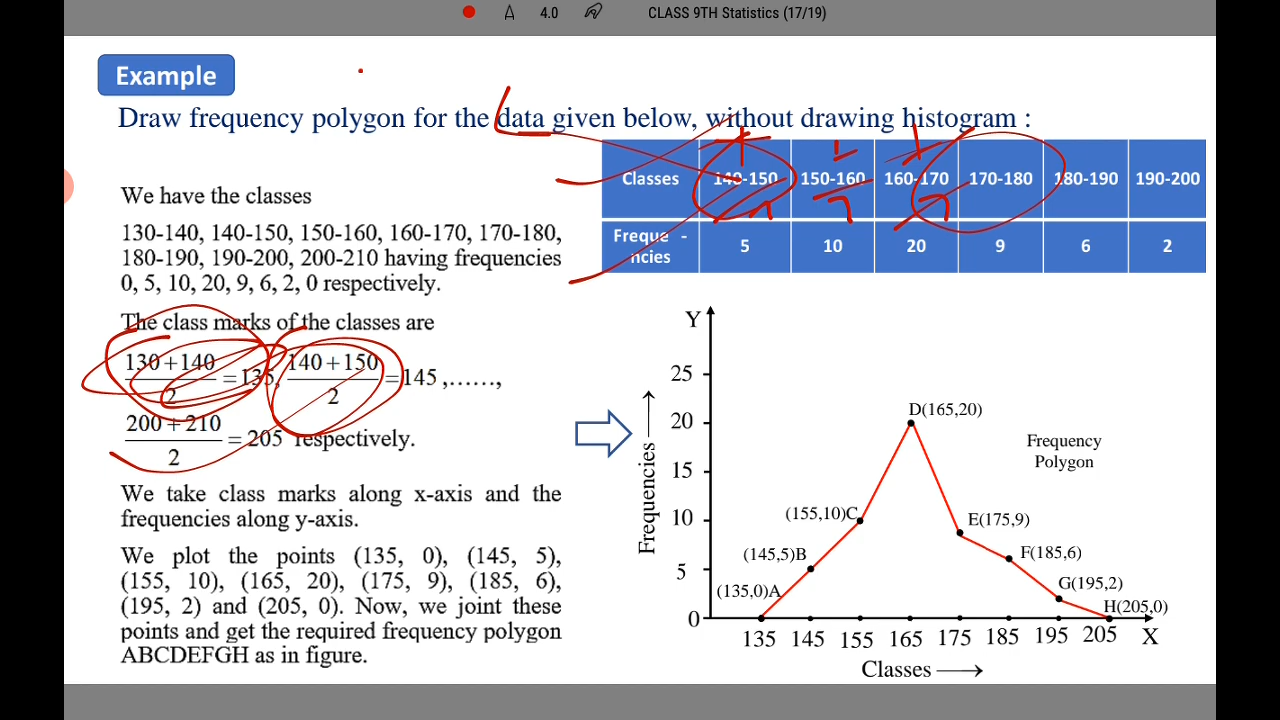 4.0 CLASS 9TH Statistics (17/19)
Example
Draw frequency polygon for the data given below, without drawing histogram :
Classes 140-150 150-160 160-170 170-180 180-190 190-200
Freque -
ncies 5 10 20 9 6 2
We have the classes
130-140, 140-150, 150-160, 160-170, 170-180,
180-190, 190-200, 200-210 having frequencies
0, 5, 10, 20, 9, 6, 2, 0 respectively.
The class marks of the classes are
130+140
2
=135,
140+150
2
=145 ,……,
200+210
2
= 205 respectively.
We take class marks along x-axis and the
frequencies along y-axis.
We plot the points (135, 0), (145, 5),
(155, 10), (165, 20), (175, 9), (185, 6),
(195, 2) and (205, 0). Now, we joint these
points and get the required frequency polygon
ABCDEFGH as in figure.
Y
25
20
15
10
5
0
Frequencies
D(165,20)
Frequency
Polygon
(155,10)C
E(175,9)
(145,5)B
F(185,6)
(135,0)A
G(195,2)
H(205,0)
135 145 155 165 175 185 195 205 X
Classes